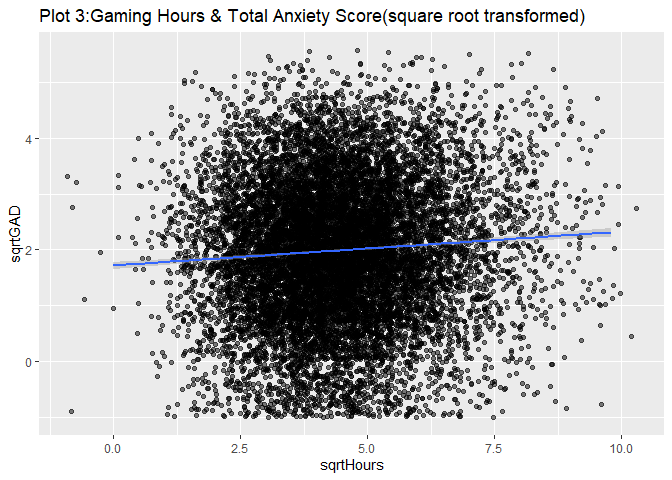 Plot 3:Gaming Hours & Total Anxiety Score(square root transformed)
4
2
0
sqrtGAD
0.0 2.5 5.0 7.5 10.0
sqrtHours